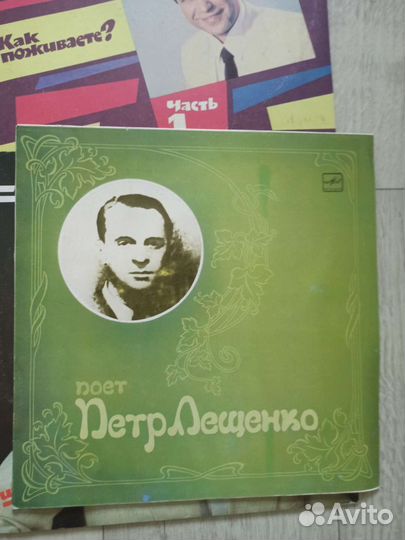 Как
поживаете?
Часть
1
поет
Петр Лещенко
Avito